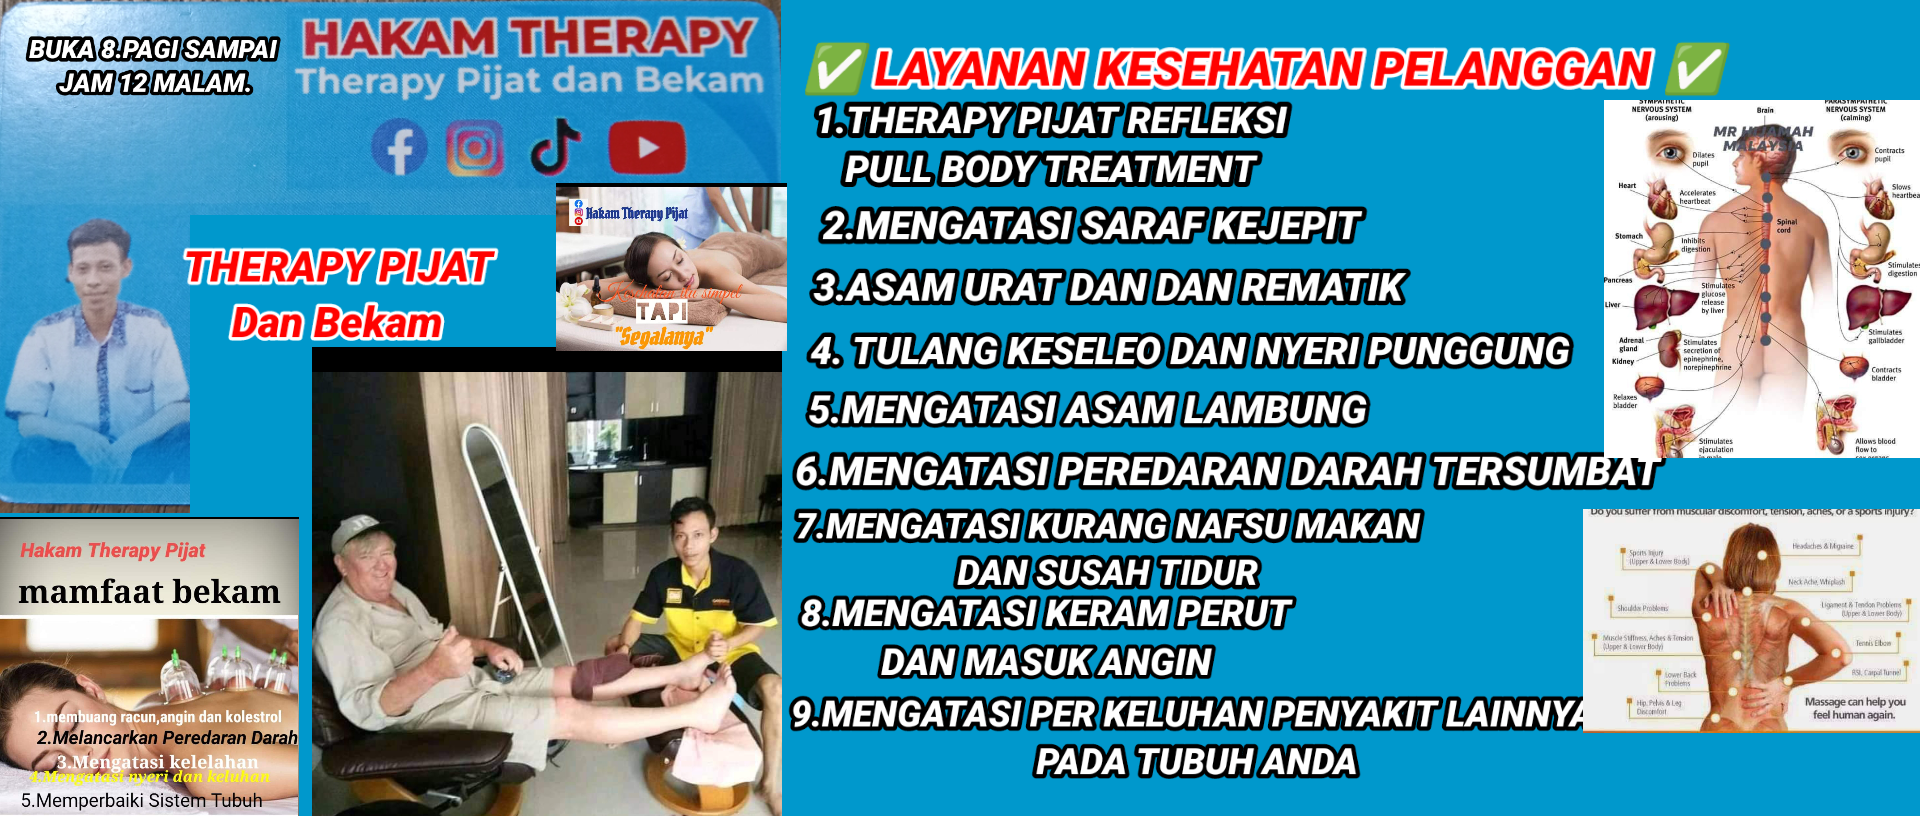 BUKA 8.PAGI SAMPAI
JAM 12 MALAM.
HAKAM THERAPY
Therapy Pijat dan Bekam
THERAPY PIJAT
Dan Bekam
Hakam Therapy Pijat
TAPI
"Segalanya"
Hakam Therapy Pijat
mamfaat bekam
1.membuang racun,angin dan kolestrol
2.Melancarkan Peredaran Darah
3.Mengatasi kelelahan
4.Mengatasi nyeri dan keluhan
5.Memperbaiki Sistem Tubuh
✅ LAYANAN KESEHATAN PELANGGAN ✅
1.THERAPY PIJAT REFLEKSI
PULL BODY TREATMENT
2.MENGATASI SARAF KEJEPIT
3.ASAM URAT DAN DAN REMATIK
4. TULANG KESELEO DAN NYERI PUNGGUNG
5.MENGATASI ASAM LAMBUNG
6.MENGATASI PEREDARAN DARAH TERSUMBAT
7.MENGATASI KURANG NAFSU MAKAN
DAN SUSAH TIDUR
8.MENGATASI KERAM PERUT
DAN MASUK ANGIN
9.MENGATASI PER KELUHAN PENYAKIT LAINNYA
PADA TUBUH ANDA
SYMPATHETIC
NERVOUS SYSTEM
(arousing)
Brain
PARASYMPATHETIC
NERVOUS SYSTEM
(calming)
MR HIJAMAH
MALAYSIA
Dilates
pupil
Contracts
pupil
Heart
Accelerates
heartbeat
Slows
heartbea
Spinal
cord
Stomach
Inhibits
digestion
Stimulates
digestion
Pancreas
Liver
Stimulates
glucose
release
by liver
Stimulates
gallbladder
Adrenal
gland
Kidney
Stimulates
secretion of
epinephrine,
norepinephrine
Contracts
bladder
Relaxes
bladder
Stimulates
ejaculation
in male
Allows blood
flow to
sex organs
Do you suffer from muscular discomfort, tension, aches, or a sports injury?
Sports Injury
(Upper & Lower Body)
Headaches & Migraine
Neck Ache, Whiplash
Shoulder Problems
Ligament & Tendon Problems
(Upper & Lower Body)
Muscle Stiffness, Aches & Tension
(Upper & Lower Body)
Tennis Elbow
Lower Back
Problems
RSI, Carpal Tunnel
Hip, Pelvis & Leg
Discomfort
Massage can help you
feel human again.